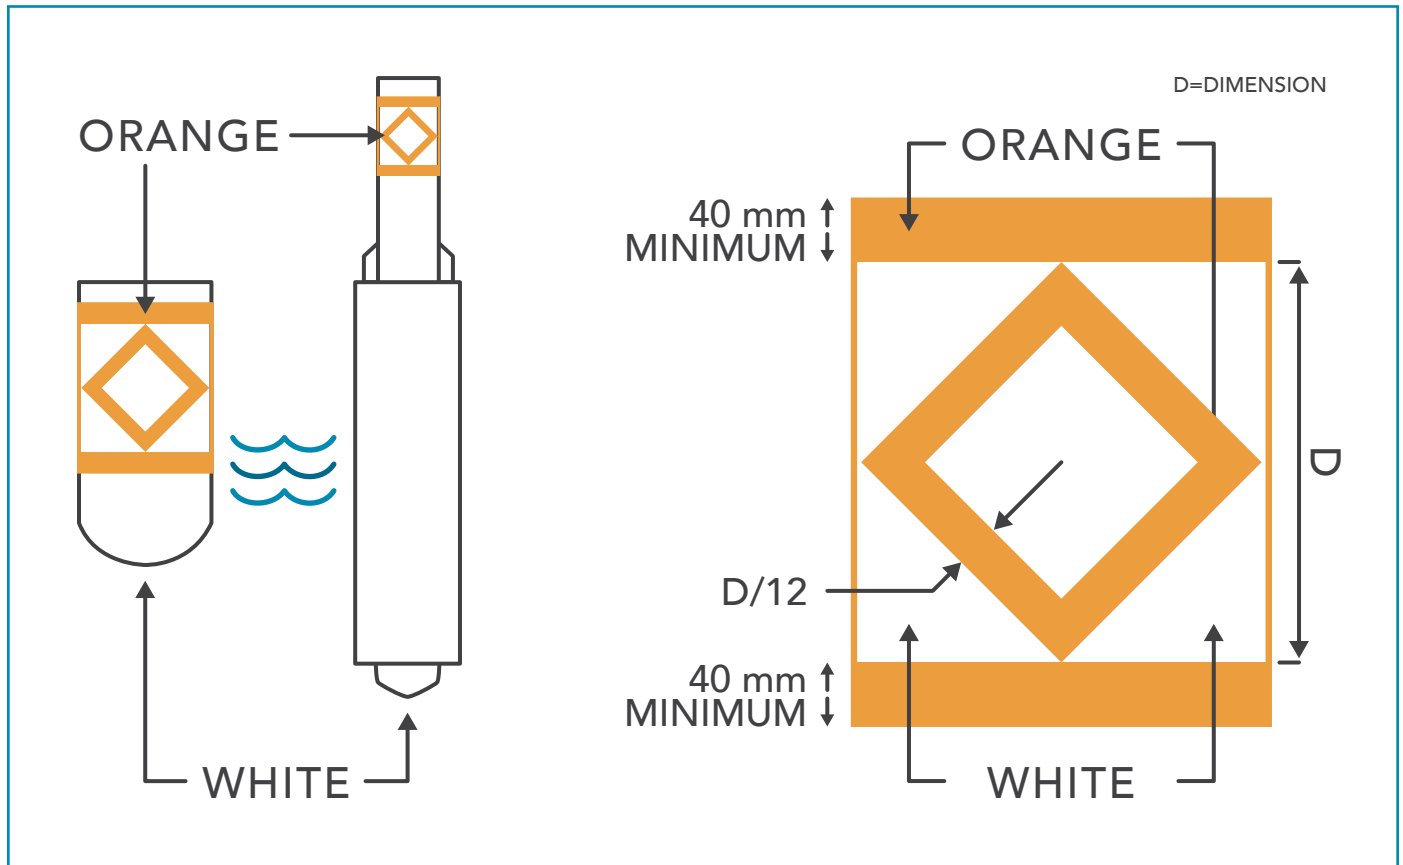 D=DIMENSION
ORANGE
ORANGE
40 mm
MINIMUM
D
D/12
40 mm
MINIMUM
WHITE
WHITE